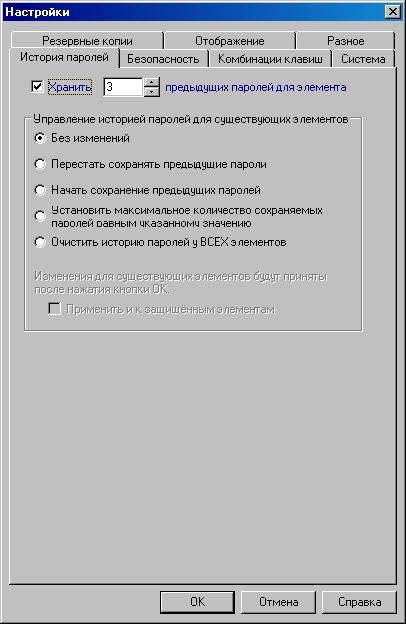 Настройки
Резервные копии Отображение Разное
История паролей Безопасность Комбинации клавиш Система
Хранить 3 предыдущих паролей для элемента
Управление историей паролей для существующих элементов
Без изменений
Перестать сохранять предыдущие пароли
Начать сохранение предыдущих паролей
Установить максимальное количество сохраняемых
паролей равным указанному значению
Очистить историю паролей у ВСЕХ элементов
Изменения для существующих элементов будут приняты
после нажатия кнопки OK.
Применить и к защищённым элементам
OK Отмена Справка